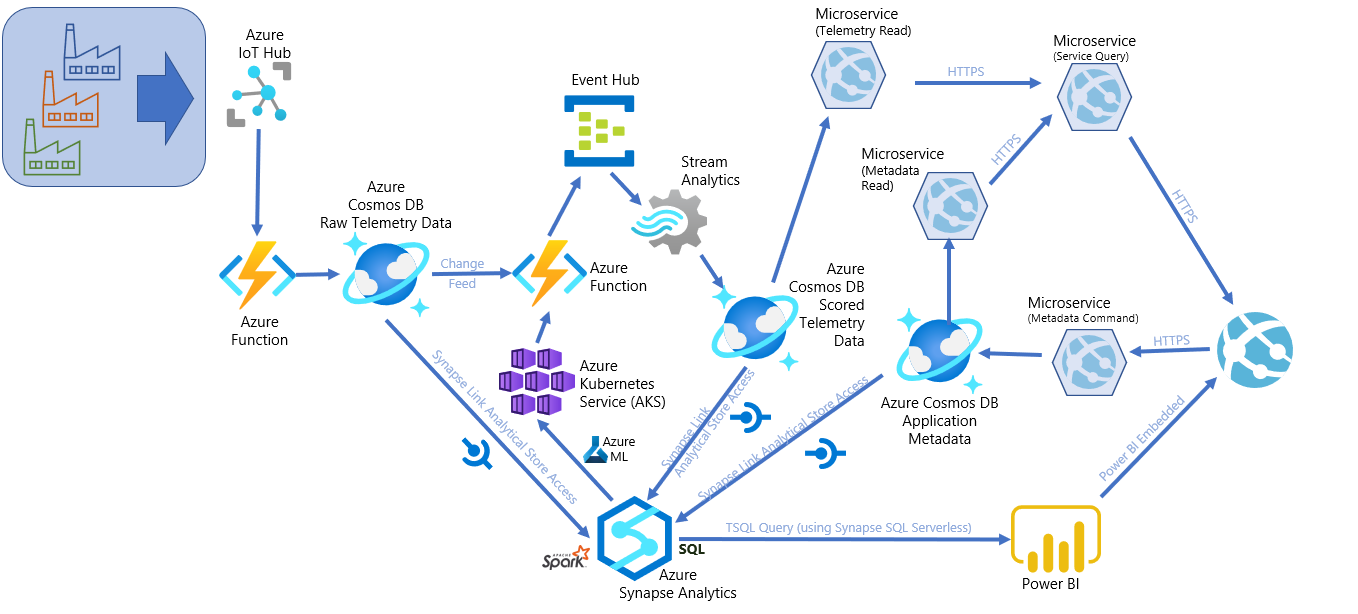 Azure
IoT Hub
Azure
Function
Azure
Cosmos DB
Raw Telemetry Data
Change
Feed
Azure
Function
Event Hub
Stream
Analytics
Azure
Kubernetes
Service (AKS)
Azure
ML
Synapse Link Analytical Store Access
Azure
Cosmos DB
Scored
Telemetry
Data
Synapse Link
Analytical Store Access
Synapse Link Analytical Store Access
Microservice
(Telemetry Read)
HTTPS
Microservice
(Service Query)
Microservice
(Metadata
Read)
HTTPS
HTTPS
Microservice
(Metadata Command)
HTTPS
Azure Cosmos DB
Application
Metadata
Power BI Embedded
APACHE
Spark
SQL
Azure
Synapse Analytics
TSQL Query (using Synapse SQL Serverless)
Power BI